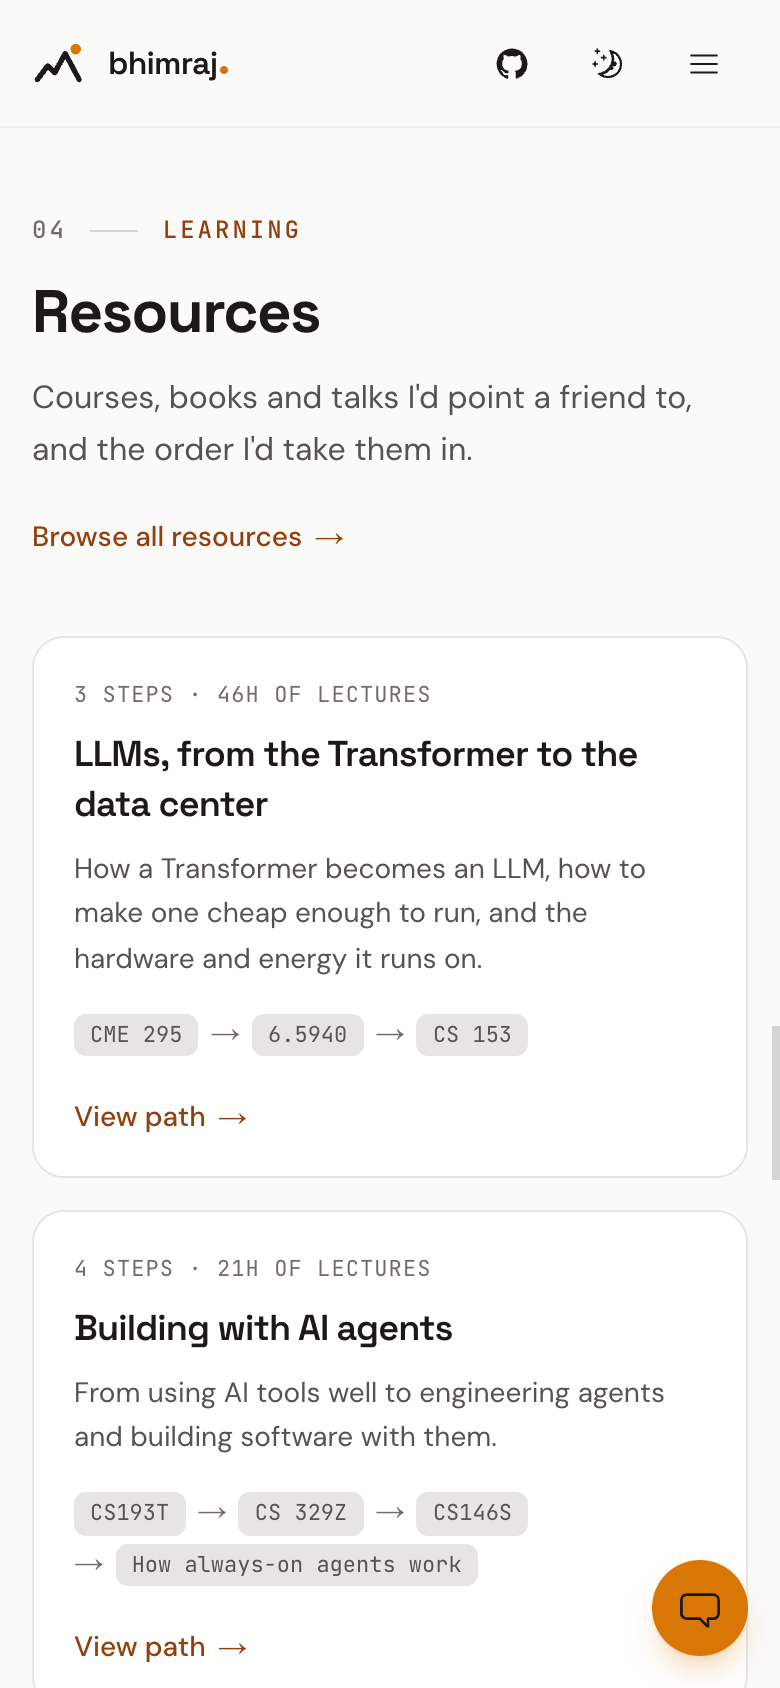 bhimraj.
04 LEARNING
Resources
Courses, books and talks I'd point a friend to,
and the order I'd take them in.
Browse all resources →
3 STEPS · 46H OF LECTURES
LLMs, from the Transformer to the
data center
How a Transformer becomes an LLM, how to
make one cheap enough to run, and the
hardware and energy it runs on.
CME 295 → 6.5940 → CS 153
View path →
4 STEPS · 21H OF LECTURES
Building with AI agents
From using AI tools well to engineering agents
and building software with them.
CS193T → CS 329Z → CS146S
→ How always-on agents work
View path →